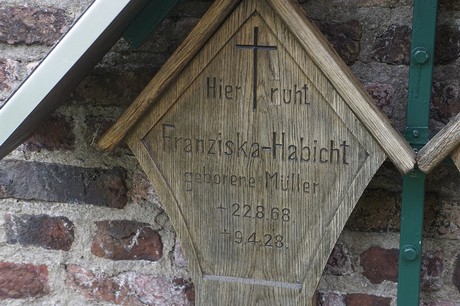 Hier ruht
Franziska-Habicht
geborene Müller
+22.8.68.
+9.4.28.